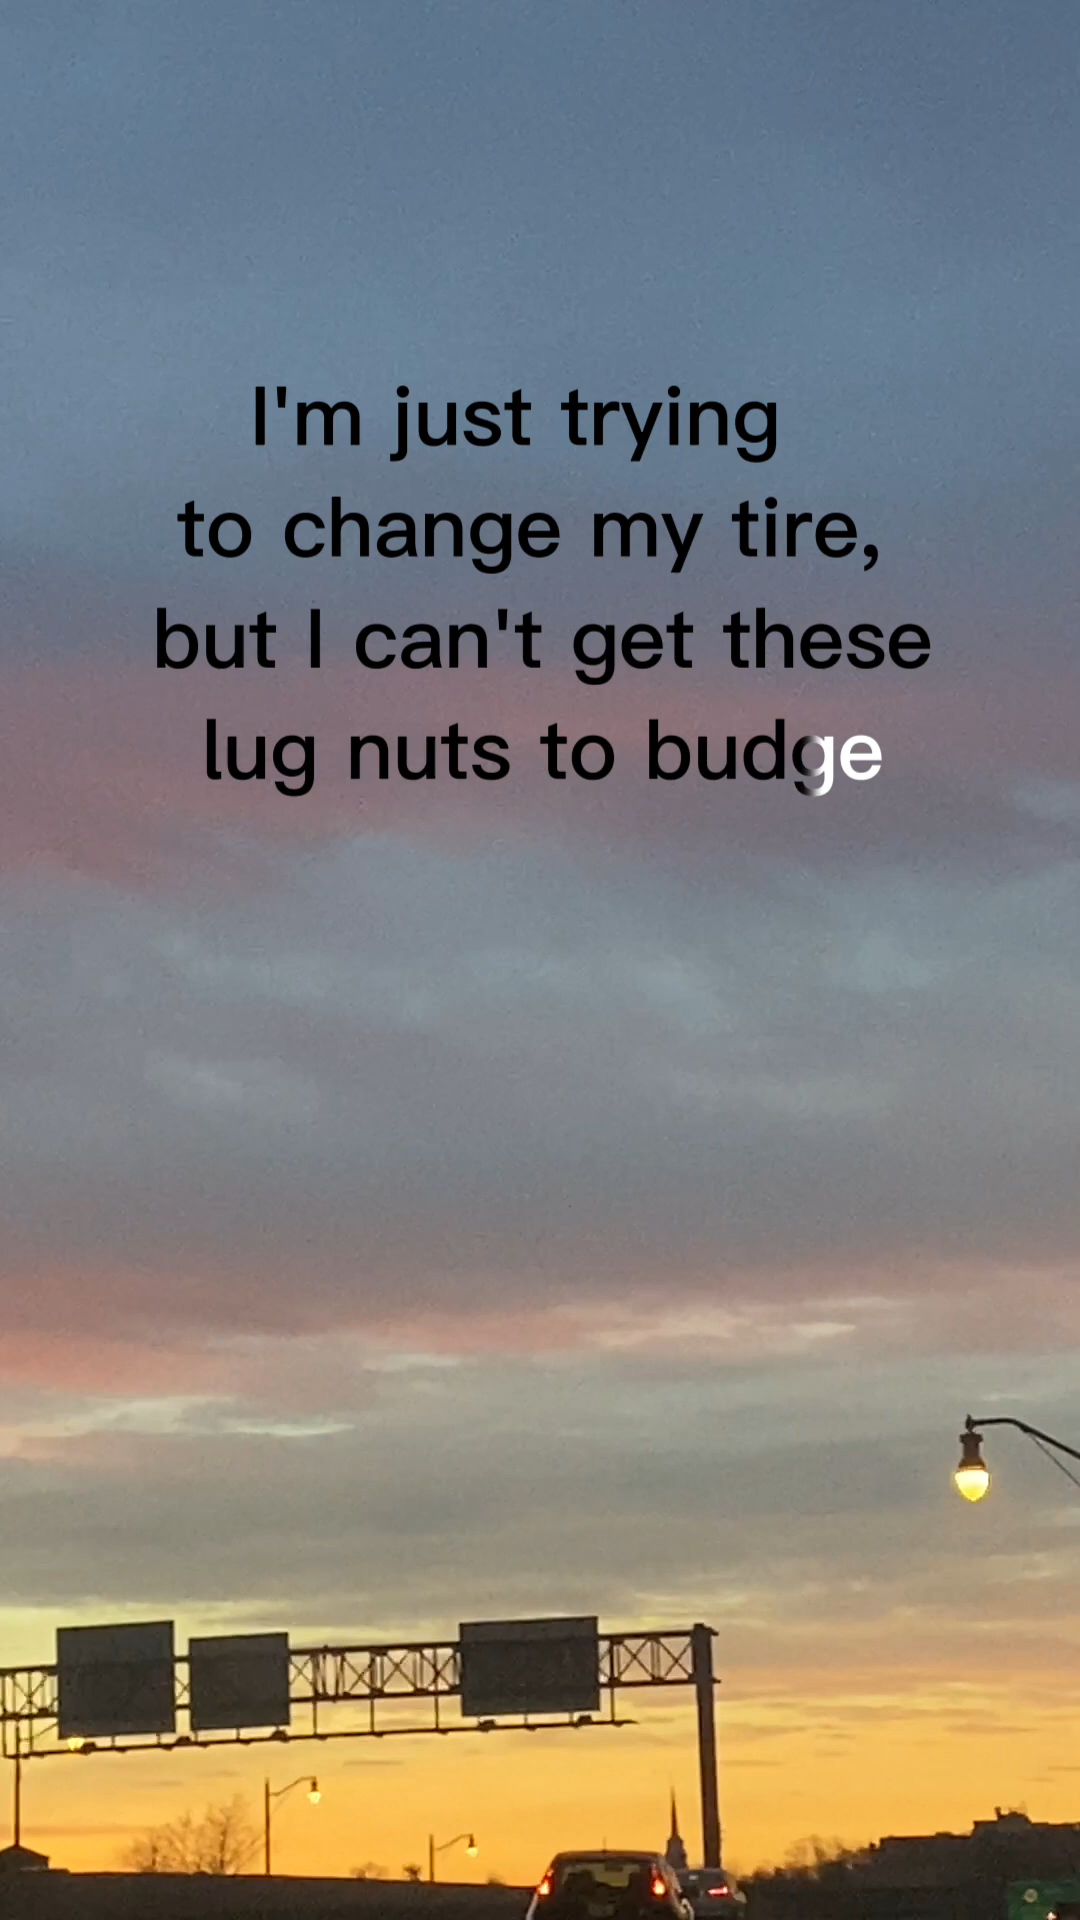 I'm just trying
to change my tire,
but I can't get these
lug nuts to budge